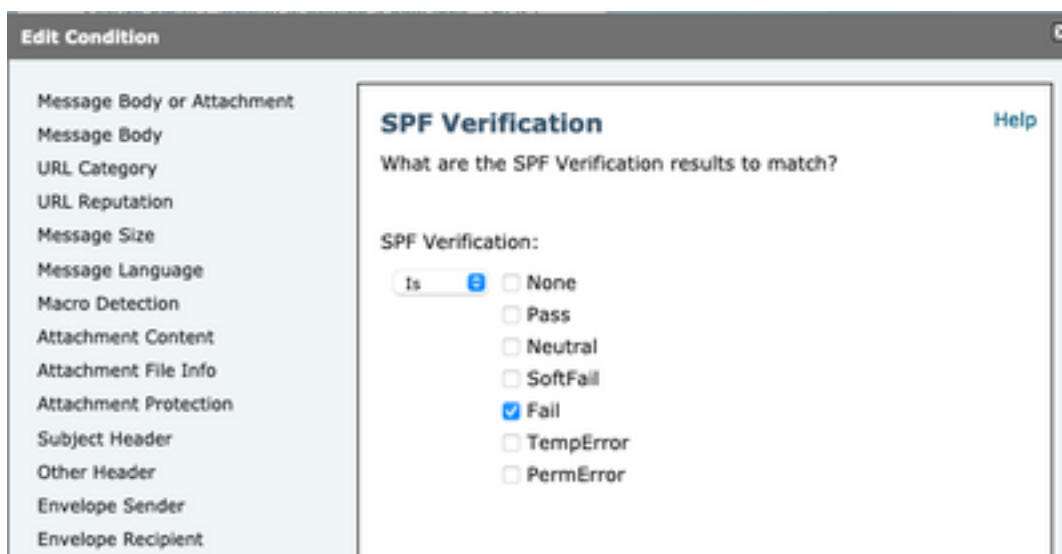 Edit Condition
Message Body or Attachment
Message Body
URL Category
URL Reputation
Message Size
Message Language
Macro Detection
Attachment Content
Attachment File Info
Attachment Protection
Subject Header
Other Header
Envelope Sender
Envelope Recipient
SPF Verification
Help
What are the SPF Verification results to match?
SPF Verification:
Is
None
Pass
Neutral
SoftFail
Fail
TempError
PermError